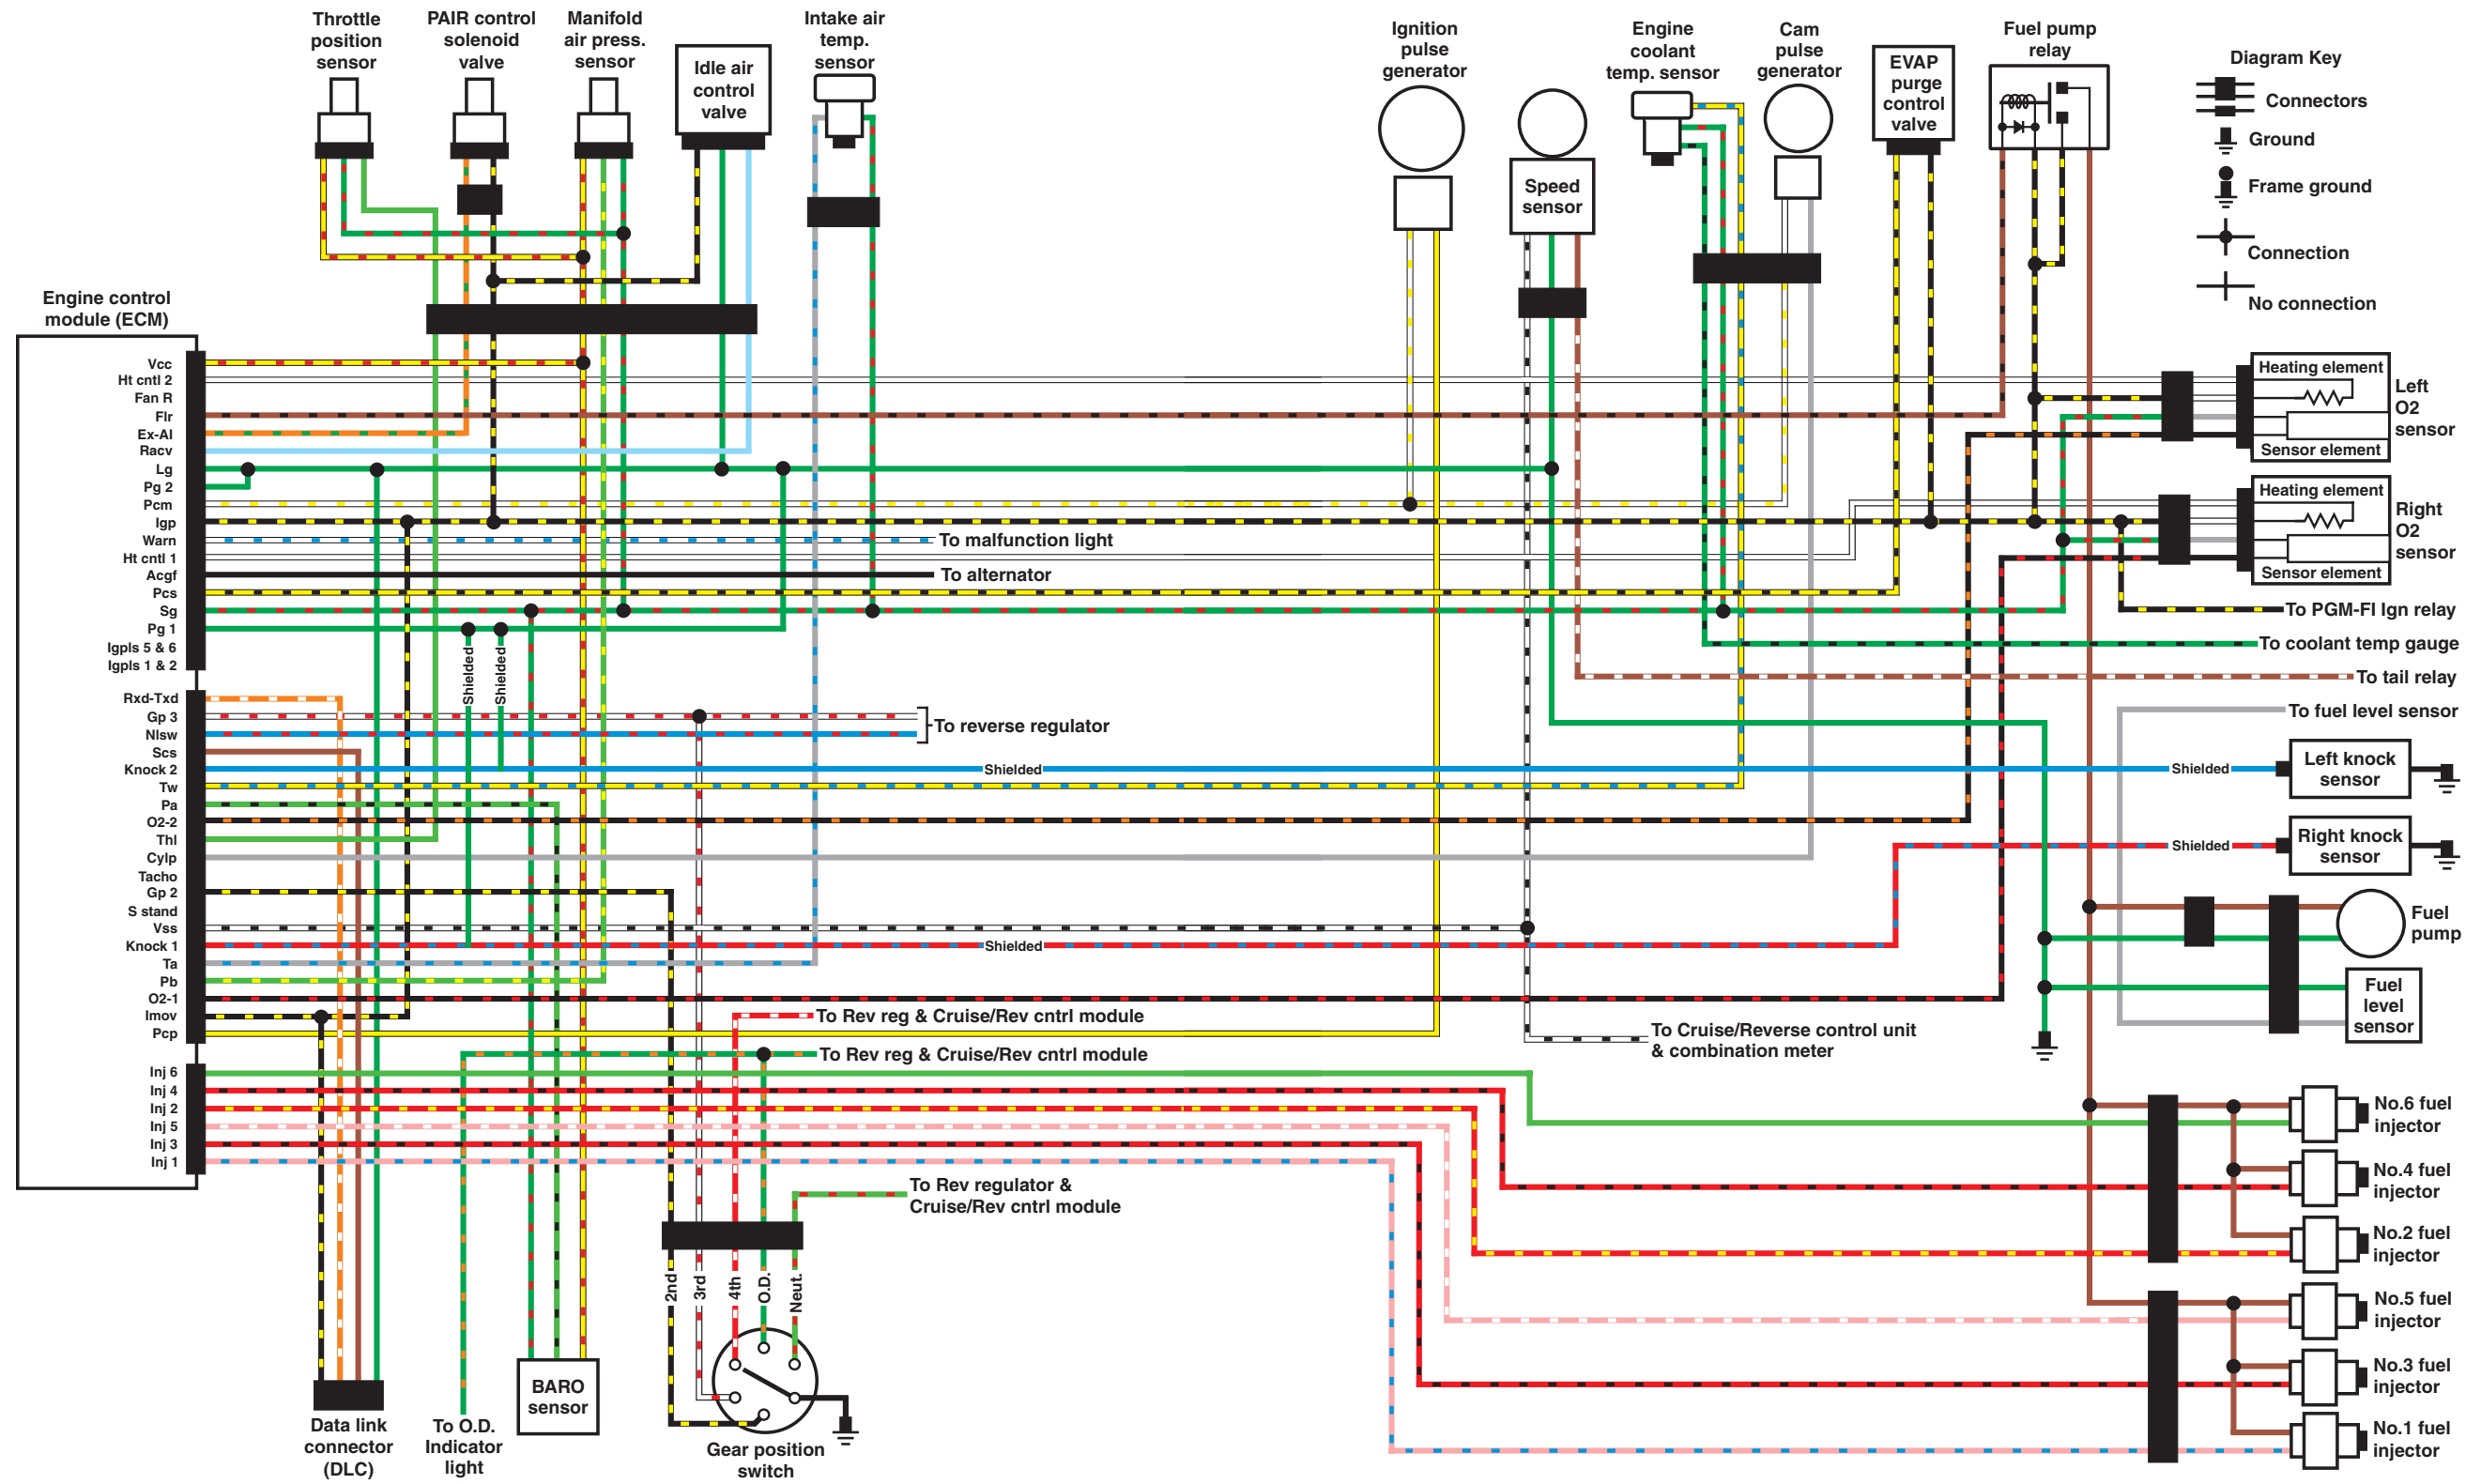 Throttle
position
sensor
PAIR control
solenoid
valve
Manifold
air press.
sensor
Idle air
control
valve
Intake air
temp.
sensor
Ignition
pulse
generator
Speed
sensor
Engine
coolant
temp. sensor
Cam
pulse
generator
EVAP
purge
control
valve
Fuel pump
relay
Diagram Key
Connectors
Ground
Frame ground
Connection
No connection
Engine control
module (ECM)
Vcc
Ht cntl 2
Fan R
Flr
Ex-AI
Racv
Lg
Pg 2
Pcm
Igp
Warn
Ht cntl 1
Acgf
Pcs
Sg
Pg 1
Igpls 5 & 6
Igpls 1 & 2
Rxd-Txd
Gp 3
Nlsw
Scs
Knock 2
Tw
Pa
O2-2
Thl
Cylp
Tacho
Gp 2
S stand
Vss
Knock 1
Ta
Pb
O2-1
Imov
Pcp
Inj 6
Inj 4
Inj 2
Inj 5
Inj 3
Inj 1
Shielded
Shielded
To malfunction light
To alternator
To reverse regulator
Shielded
Shielded
To Rev reg & Cruise/Rev cntrl module
To Rev reg & Cruise/Rev cntrl module
To Rev regulator &
Cruise/Rev cntrl module
To Cruise/Reverse control unit
& combination meter
Heating element
Sensor element
Left
O2
sensor
Heating element
Sensor element
Right
O2
sensor
To PGM-FI Ign relay
To coolant temp gauge
To tail relay
To fuel level sensor
Shielded
Left knock
sensor
Shielded
Right knock
sensor
Fuel
pump
Fuel
level
sensor
No.6 fuel
injector
No.4 fuel
injector
No.2 fuel
injector
No.5 fuel
injector
No.3 fuel
injector
No.1 fuel
injector
2nd
3rd
4th
O.D.
Neut.
Data link
connector
(DLC)
To O.D.
Indicator
light
BARO
sensor
Gear position
switch